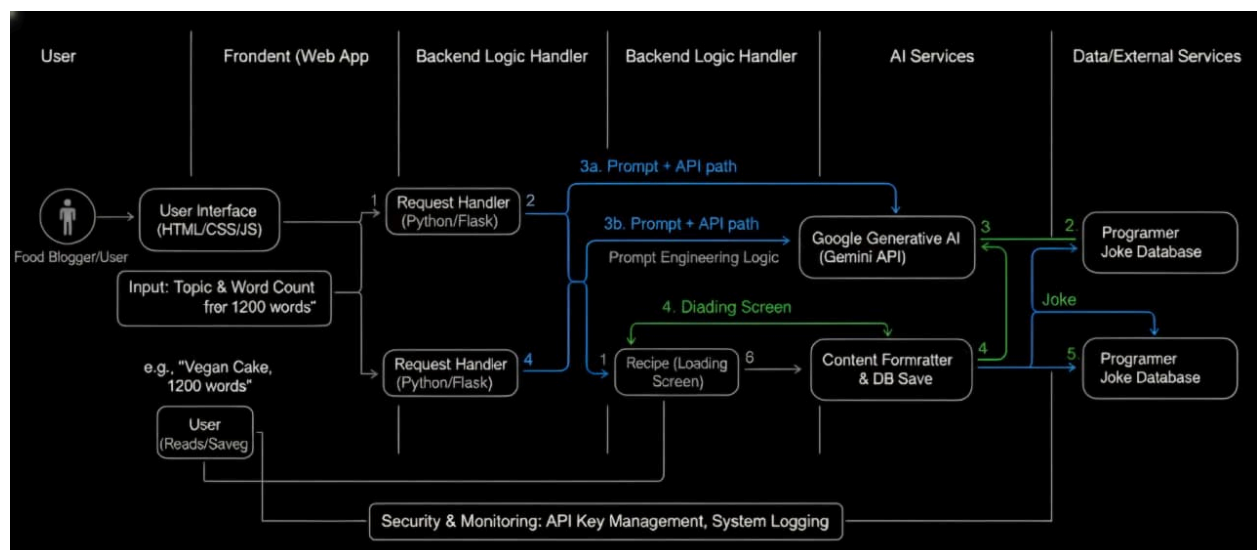 User
Frondent (Web App
Backend Logic Handler
Backend Logic Handler
AI Services
Data/External Services
3a. Prompt + API path
1
Request Handler
(Python/Flask)
2
User Interface
(HTML/CSS/JS)
3b. Prompt + API path
Prompt Engineering Logic
Google Generative AI
(Gemini API)
3
2.
Programer
Joke Database
Food Blogger/User
Input: Topic & Word Count
frer 1200 words"
4. Diading Screen
Joke
e.g., "Vegan Cake,
1200 words"
Request Handler
(Python/Flask)
4
1
Recipe (Loading
Screen)
6
Content Formratter
& DB Save
4
5.
Programer
Joke Database
User
(Reads/Saveg
Security & Monitoring: API Key Management, System Logging